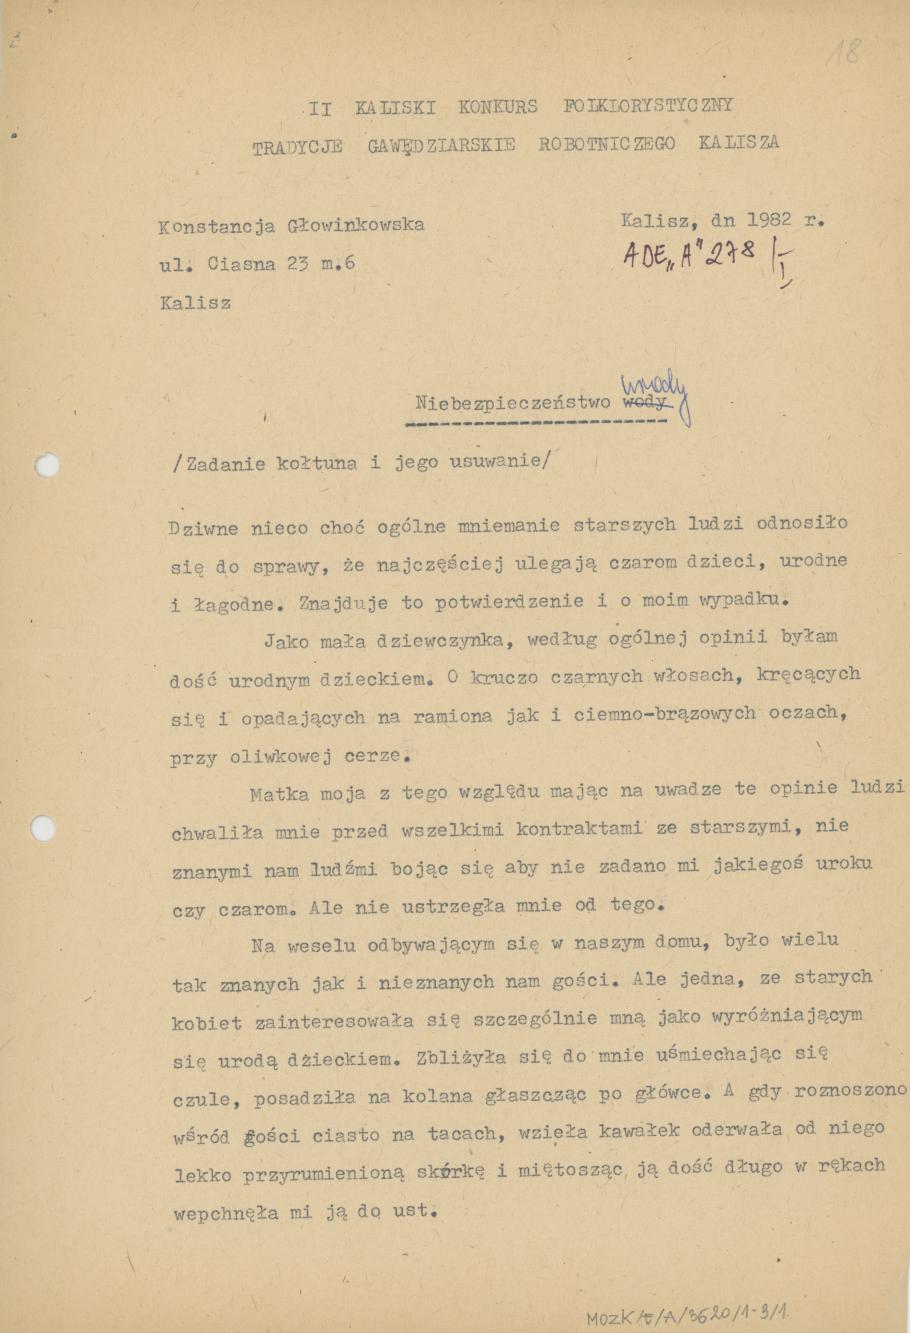 18
II KALISKI KONKURS FOLKLORYSTYCZNY
TRADYCJE GAWĘDZIARSKIE ROBOTNICZEGO KALISZA
Konstancja Głowinkowska
Kalisz, dn 1982 r.
ul. Ciasna 23 m.6
ADE„A" 278/I
Kalisz
urody
Niebezpieczeństwo wody
/Zadanie kołtuna i jego usuwanie/
Dziwne nieco choć ogólne mniemanie starszych ludzi odnosiło
się do sprawy, że najczęściej ulegają czarom dzieci, urodne
i łagodne. Znajduje to potwierdzenie i o moim wypadku.
Jako mała dziewczynka, według ogólnej opinii byłam
dość urodnym dzieckiem. O kruczo czarnych włosach, kręcących
się i opadających na ramiona jak i ciemno-brązowych oczach,
przy oliwkowej cerze.
Matka moja z tego względu mając na uwadze te opinie ludzi
chwaliła mnie przed wszelkimi kontraktami ze starszymi, nie
znanymi nam ludźmi bojąc się aby nie zadano mi jakiegoś uroku
czy czarom. Ale nie ustrzegła mnie od tego.
Na weselu odbywającym się w naszym domu, było wielu
tak znanych jak i nieznanych nam gości. Ale jedna, ze starych
kobiet zainteresowała się szczególnie mną jako wyróżniającym
się urodą dzieckiem. Zbliżyła się do mnie uśmiechając się
czule, posadziła na kolana głaszcząc po główce. A gdy roznoszono
wśród gości ciasto na tacach, wzieła kawałek oderwała od niego
lekko przyrumienioną skórkę i miętosząc ją dość długo w rękach
wepchnęła mi ją do ust.
MOZK/t/A/3620/1-3/1.